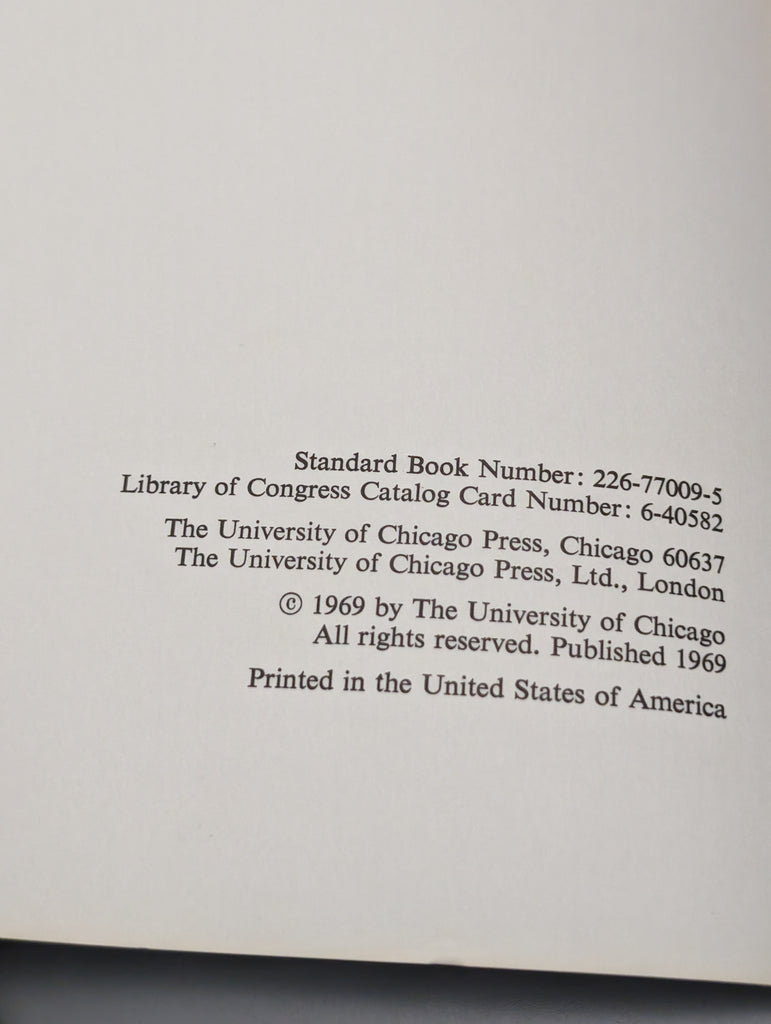 Standard Book Number: 226-77009-5
Library of Congress Catalog Card Number: 6-40582
The University of Chicago Press, Chicago 60637
The University of Chicago Press, Ltd., London
© 1969 by The University of Chicago
All rights reserved. Published 1969
Printed in the United States of America